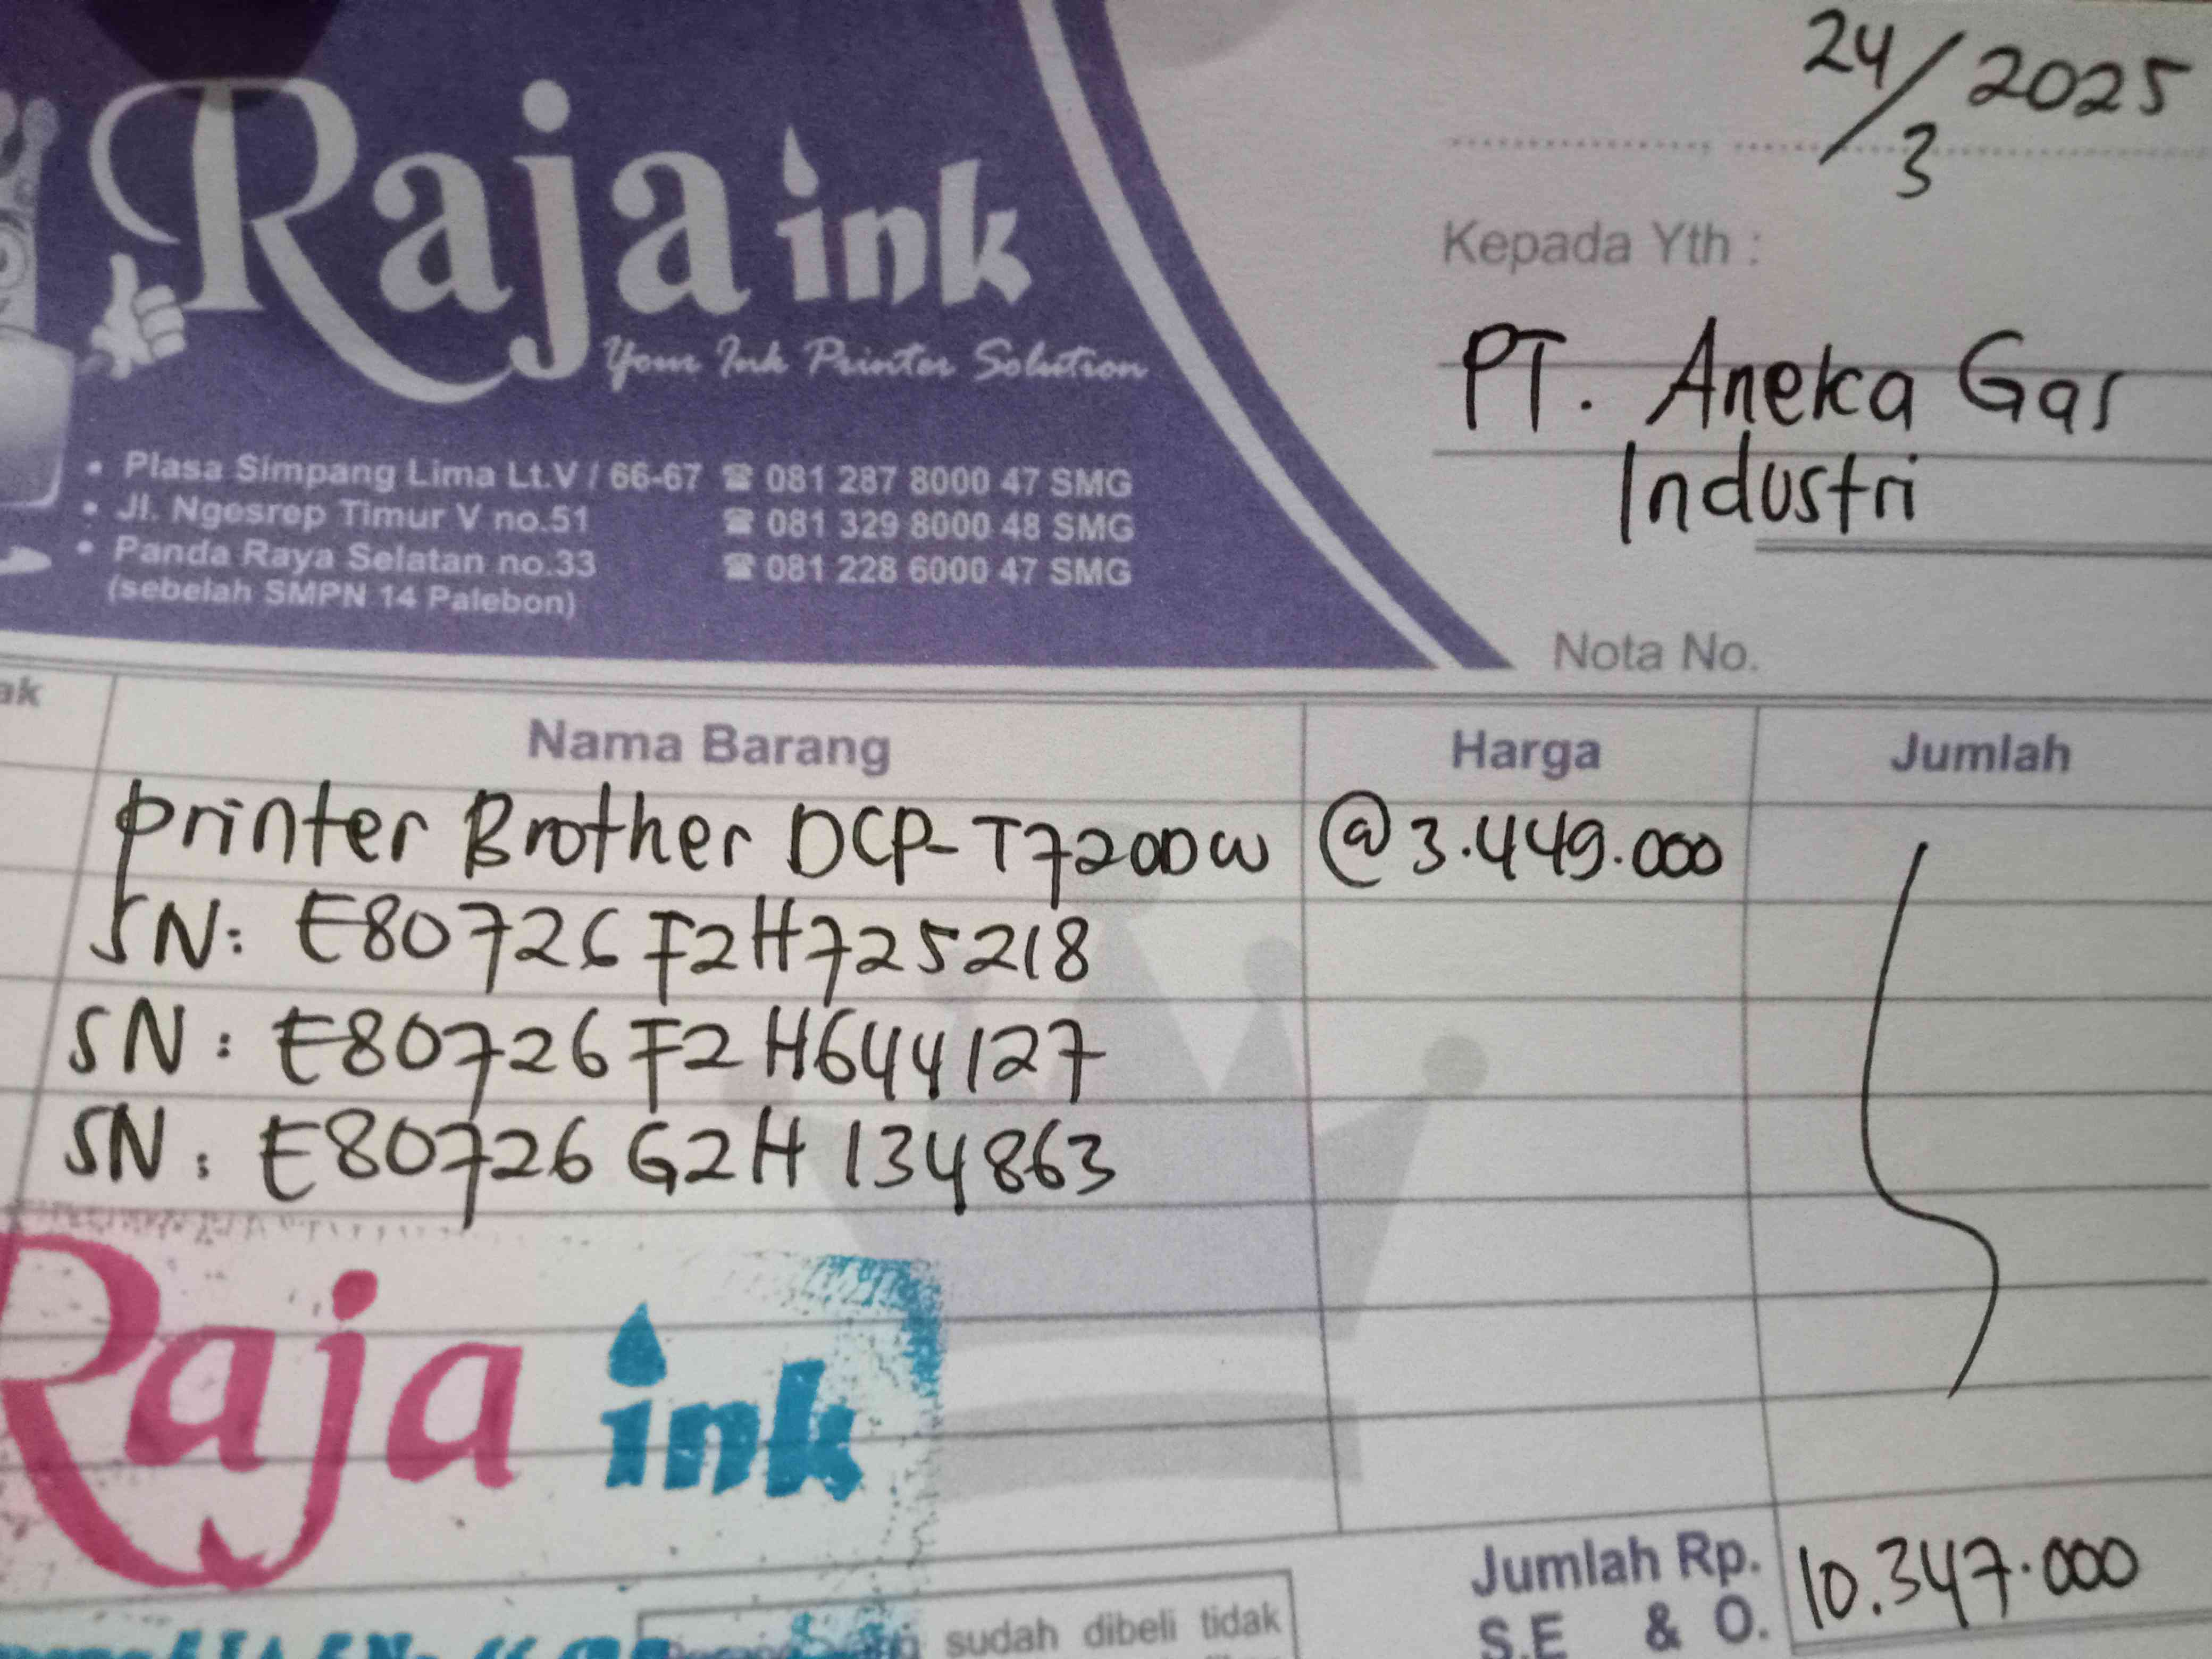 Raja ink
Your Ink Printer Solution
• Plasa Simpang Lima Lt.V / 66-67 ☎ 081 287 8000 47 SMG
• Jl. Ngesrep Timur V no.51 ☎ 081 329 8000 48 SMG
• Panda Raya Selatan no.33 ☎ 081 228 6000 47 SMG
(sebelah SMPN 14 Palebon)
24/3 2025
Kepada Yth :
PT. Aneka Gas
Industri
Nota No.
ak Nama Barang Harga Jumlah
printer Brother DCP-T720DW @3.449.000
SN: E80726F2H725218
SN: E80726F2H644127
SN: E80726G2H134863
Raja ink
Jumlah Rp. 10.347.000
S.E & O.
sudah dibeli tidak